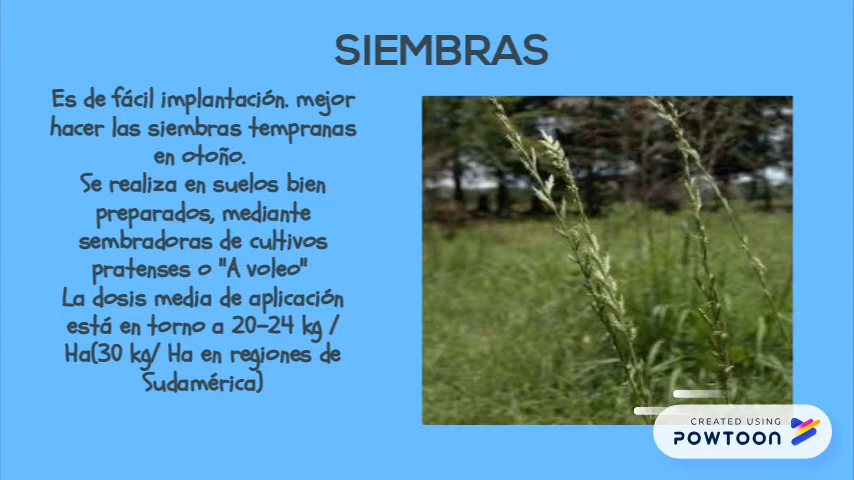 SIEMBRAS
Es de fácil implantación. mejor
hacer las siembras tempranas
en otoño.
Se realiza en suelos bien
preparados, mediante
sembradoras de cultivos
pratenses o "A voleo"
La dosis media de aplicación
está en torno a 20-24 kg /
Ha(30 kg/ Ha en regiones de
Sudamérica)
CREATED USING
POWTOON